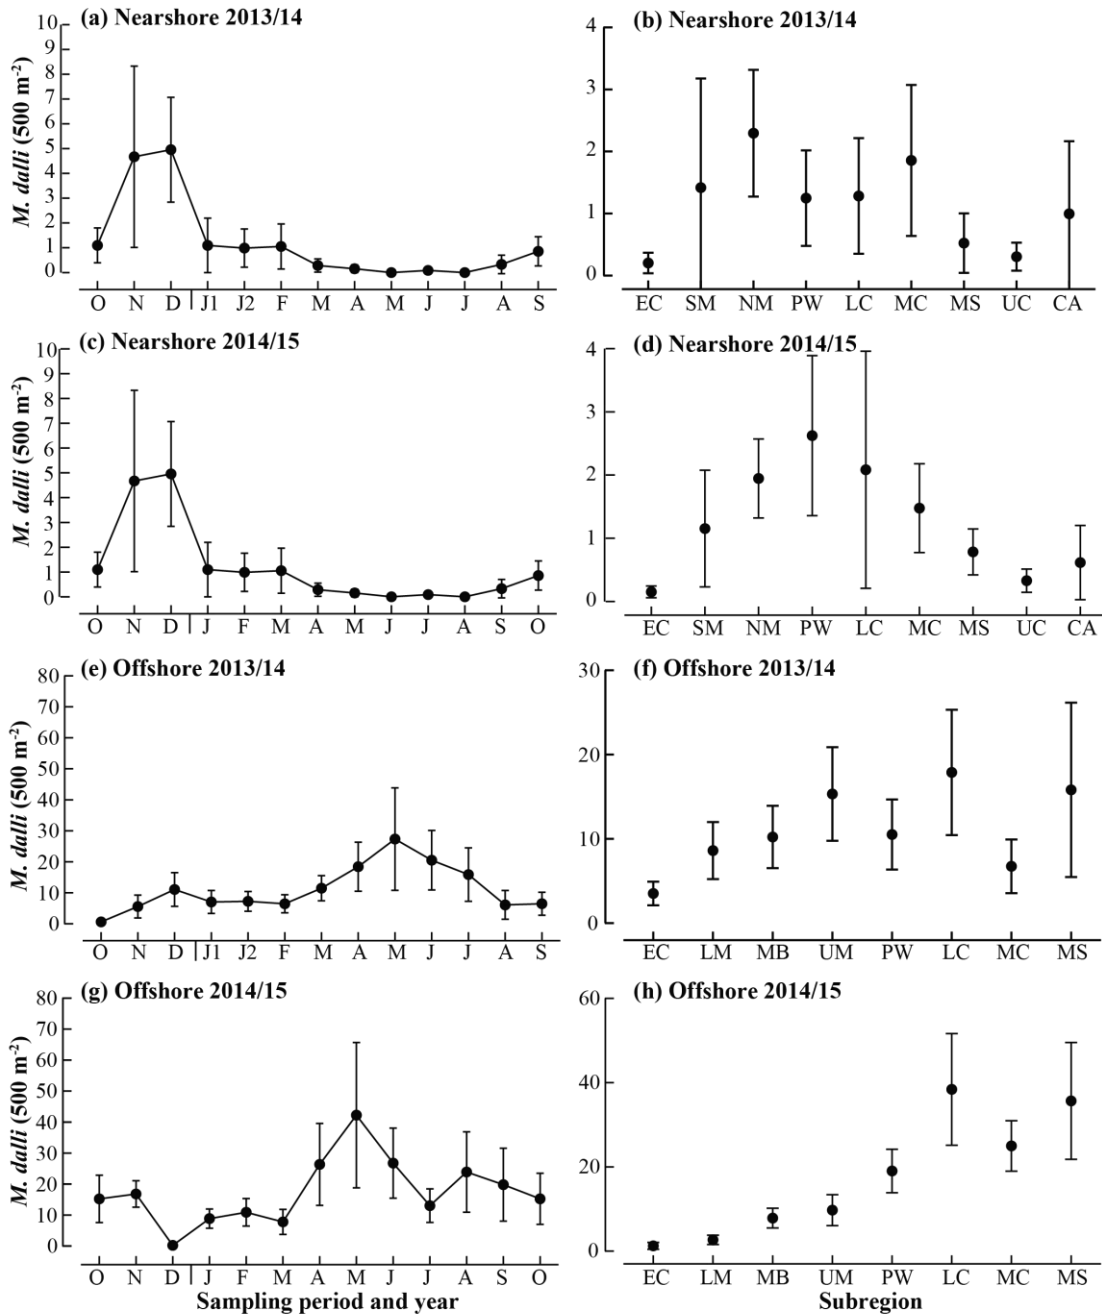 (a) Nearshore 2013/14
M. dalli (500 m⁻²)
10
9
8
7
6
5
4
3
2
1
0
O N D | J1 J2 F M A M J J A S
(b) Nearshore 2013/14
4
3
2
1
0
EC SM NM PW LC MC MS UC CA
(c) Nearshore 2014/15
M. dalli (500 m⁻²)
10
9
8
7
6
5
4
3
2
1
0
O N D | J F M A M J J A S O
(d) Nearshore 2014/15
4
3
2
1
0
EC SM NM PW LC MC MS UC CA
(e) Offshore 2013/14
M. dalli (500 m⁻²)
80
70
60
50
40
30
20
10
0
O N D | J1 J2 F M A M J J A S
(f) Offshore 2013/14
30
20
10
0
EC LM MB UM PW LC MC MS
(g) Offshore 2014/15
M. dalli (500 m⁻²)
80
70
60
50
40
30
20
10
0
O N D | J F M A M J J A S O
Sampling period and year
(h) Offshore 2014/15
60
40
20
0
EC LM MB UM PW LC MC MS
Subregion